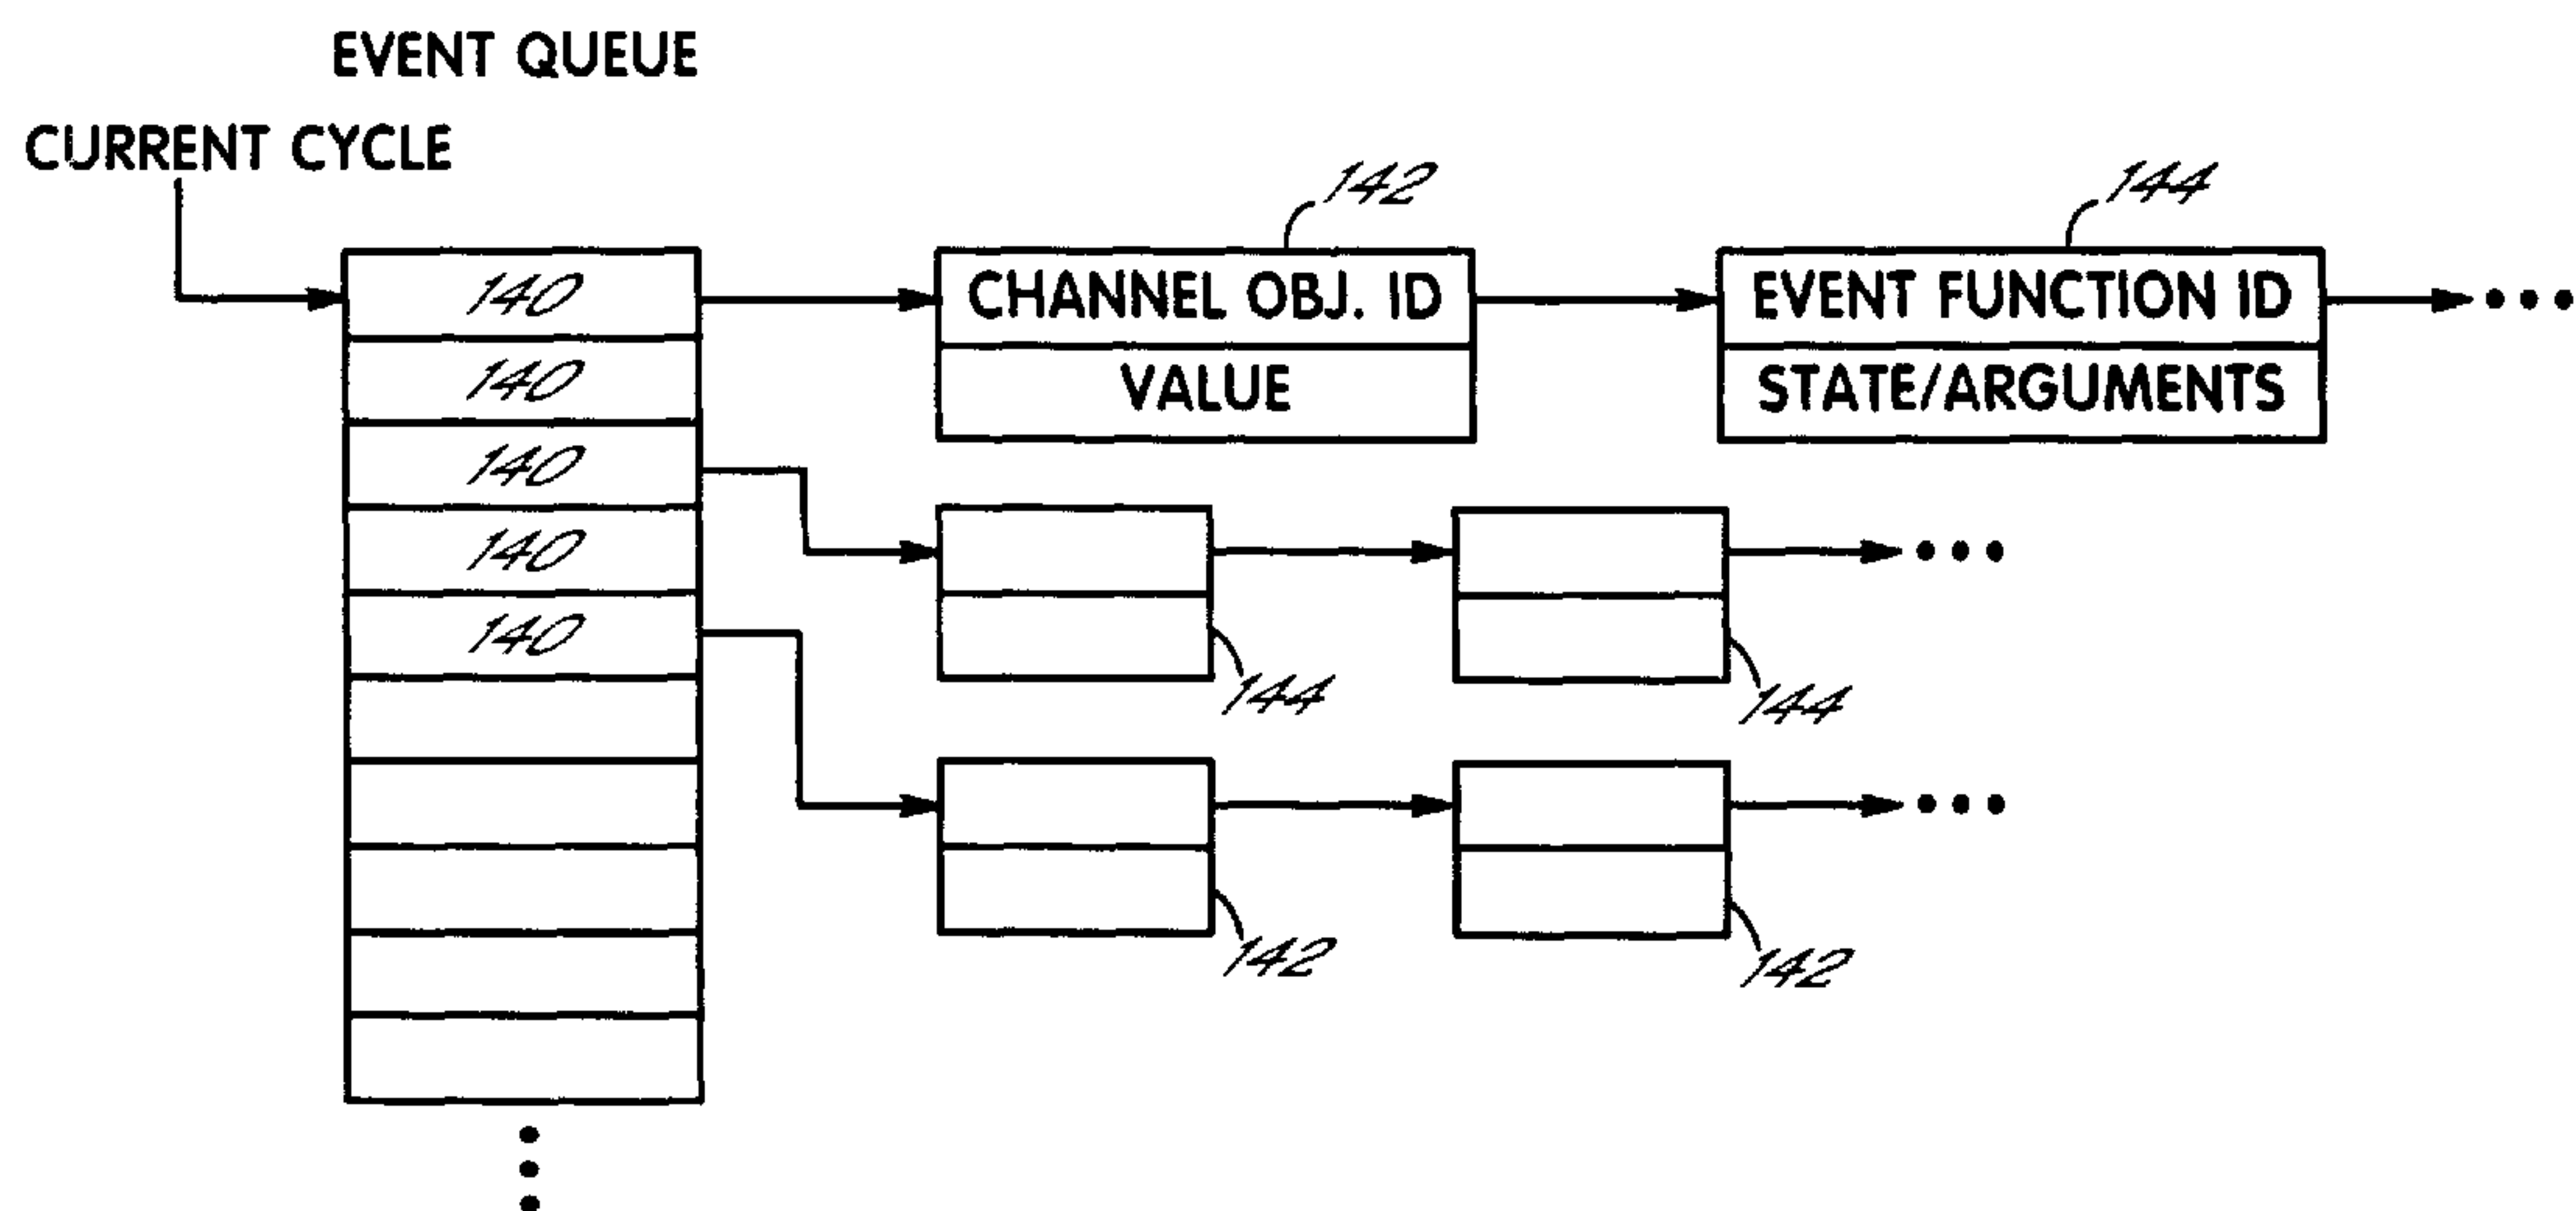 EVENT QUEUE
CURRENT CYCLE
142
144
140
CHANNEL OBJ. ID
EVENT FUNCTION ID
140
VALUE
STATE/ARGUMENTS
140
140
140
144
144
142
142